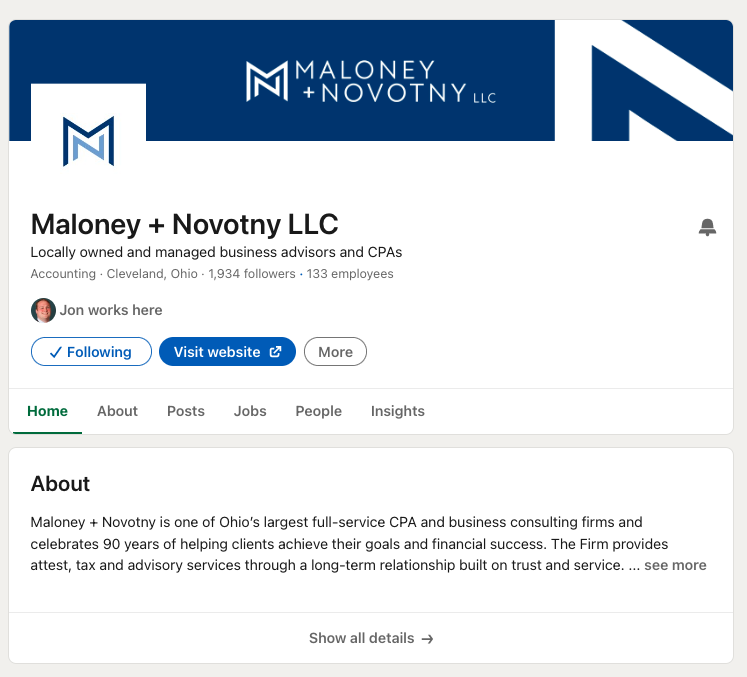 MALONEY
+NOVOTNY LLC
Maloney + Novotny LLC
Locally owned and managed business advisors and CPAs
Accounting · Cleveland, Ohio · 1,934 followers · 133 employees
Jon works here
Following
Visit website
More
Home
About
Posts
Jobs
People
Insights
About
Maloney + Novotny is one of Ohio’s largest full-service CPA and business consulting firms and
celebrates 90 years of helping clients achieve their goals and financial success. The Firm provides
attest, tax and advisory services through a long-term relationship built on trust and service. ... see more
Show all details →